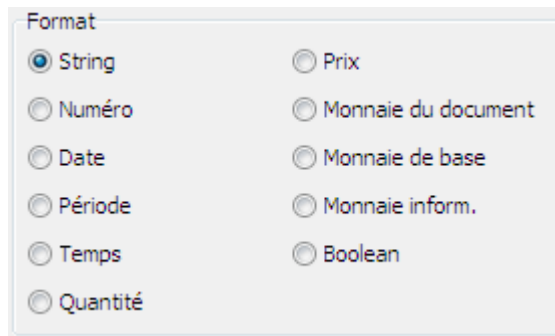 Format
String
Numéro
Date
Période
Temps
Quantité
Prix
Monnaie du document
Monnaie de base
Monnaie inform.
Boolean